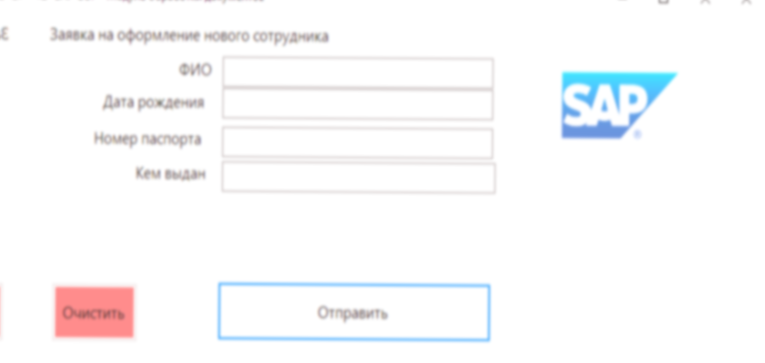 Заявка на оформление нового сотрудника
ФИО
Дата рождения
Номер паспорта
Кем выдан
SAP®
Очистить
Отправить